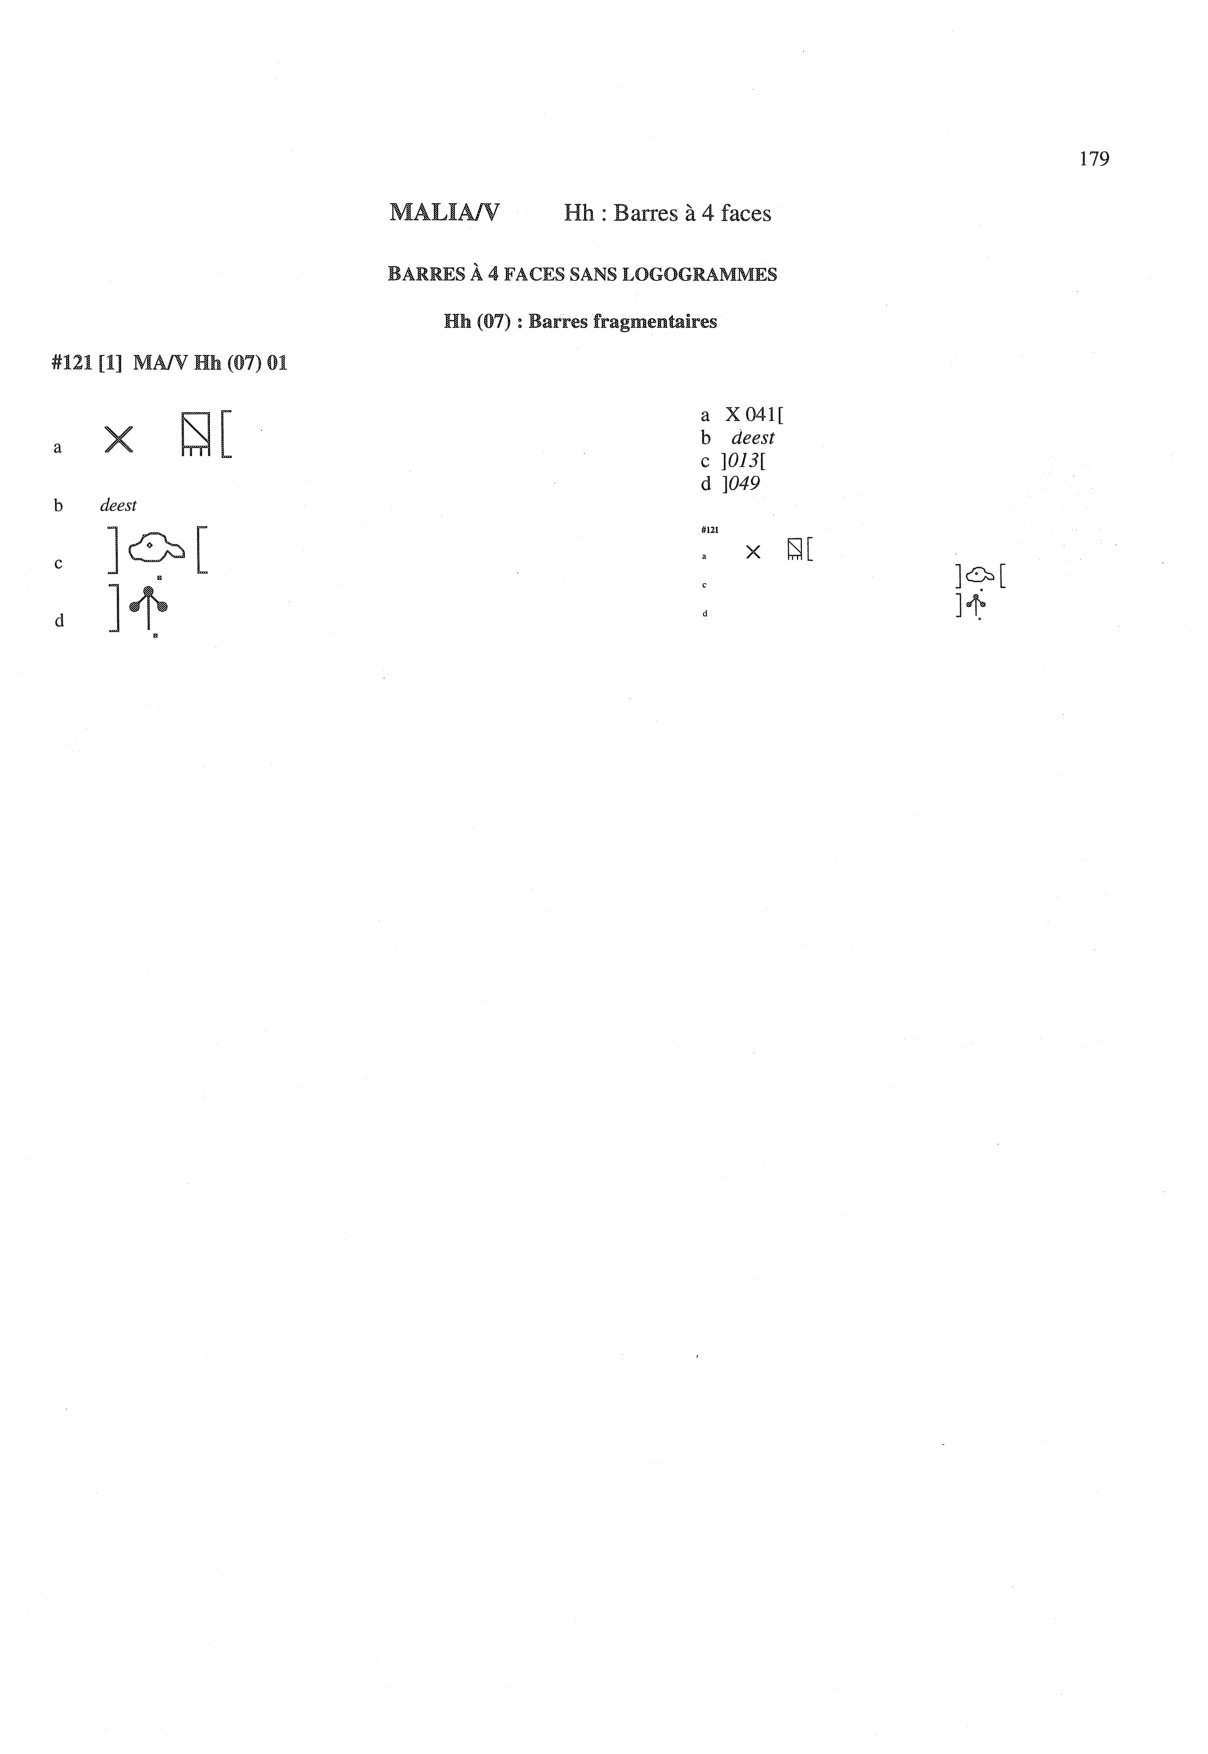 179
MALIA/V Hh : Barres à 4 faces
BARRES À 4 FACES SANS LOGOGRAMMES
Hh (07) : Barres fragmentaires
#121 [1] MA/V Hh (07) 01
a X [
b deest
c ] [
d ]
a X 041[
b deest
c ]013[
d ]049
#121
a X [
c ] [
d ]